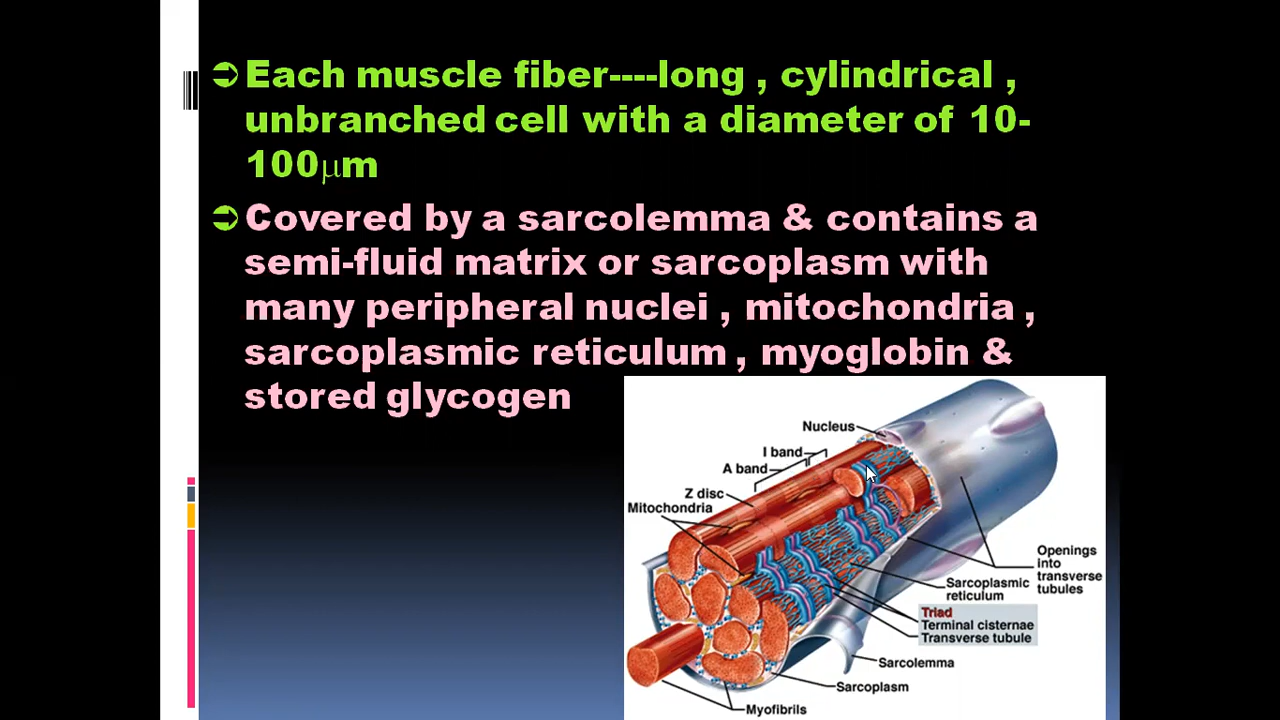 Each muscle fiber----long , cylindrical ,
unbranched cell with a diameter of 10-
100μm
Covered by a sarcolemma & contains a
semi-fluid matrix or sarcoplasm with
many peripheral nuclei , mitochondria ,
sarcoplasmic reticulum , myoglobin &
stored glycogen
Nucleus
I band
A band
Z disc
Mitochondria
Openings
into
transverse
tubules
Sarcoplasmic
reticulum
Triad
Terminal cisternae
Transverse tubule
Sarcolemma
Sarcoplasm
Myofibrils